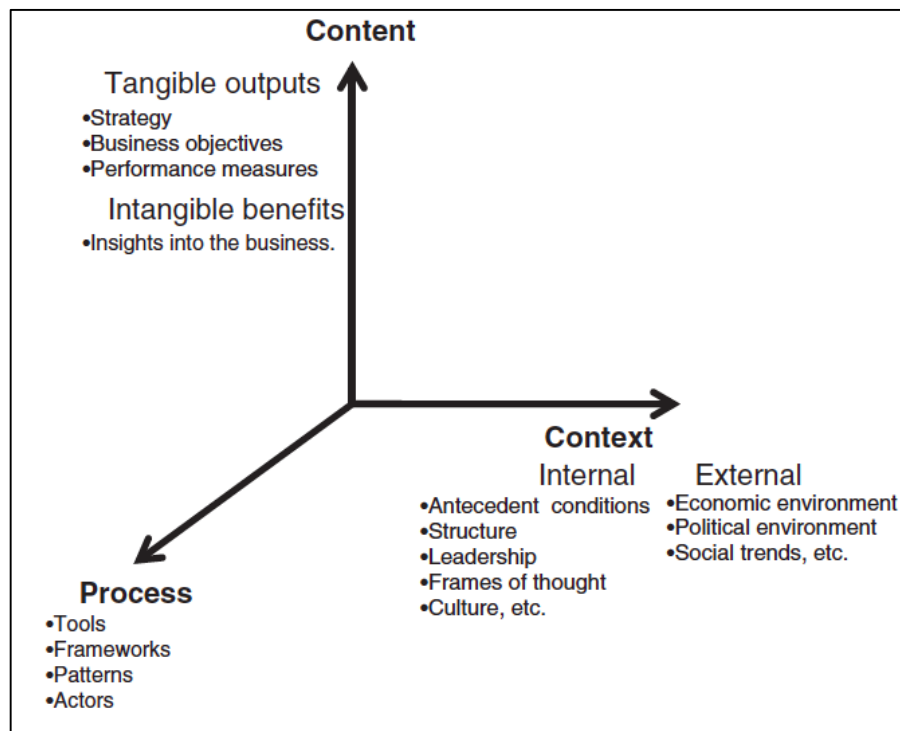 Content
Tangible outputs
•Strategy
•Business objectives
•Performance measures
Intangible benefits
•Insights into the business.
Context
Internal
•Antecedent conditions
•Structure
•Leadership
•Frames of thought
•Culture, etc.
External
•Economic environment
•Political environment
•Social trends, etc.
Process
•Tools
•Frameworks
•Patterns
•Actors